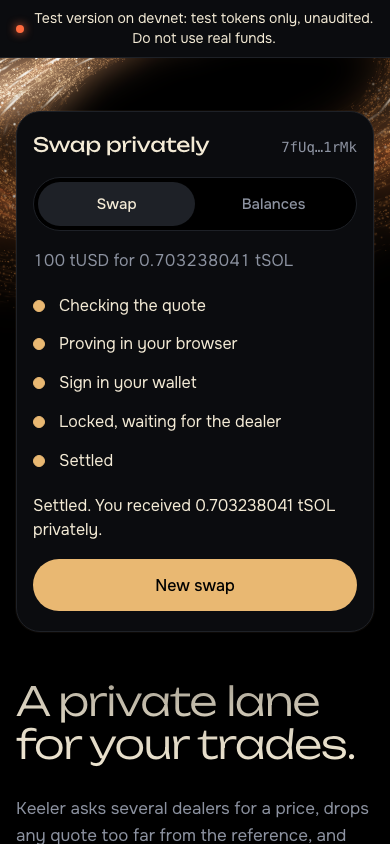 Test version on devnet: test tokens only, unaudited.
Do not use real funds.
Swap privately
7fUq…1rMk
Swap
Balances
100 tUSD for 0.703238041 tSOL
Checking the quote
Proving in your browser
Sign in your wallet
Locked, waiting for the dealer
Settled
Settled. You received 0.703238041 tSOL
privately.
New swap
A private lane
for your trades.
Keeler asks several dealers for a price, drops
any quote too far from the reference, and